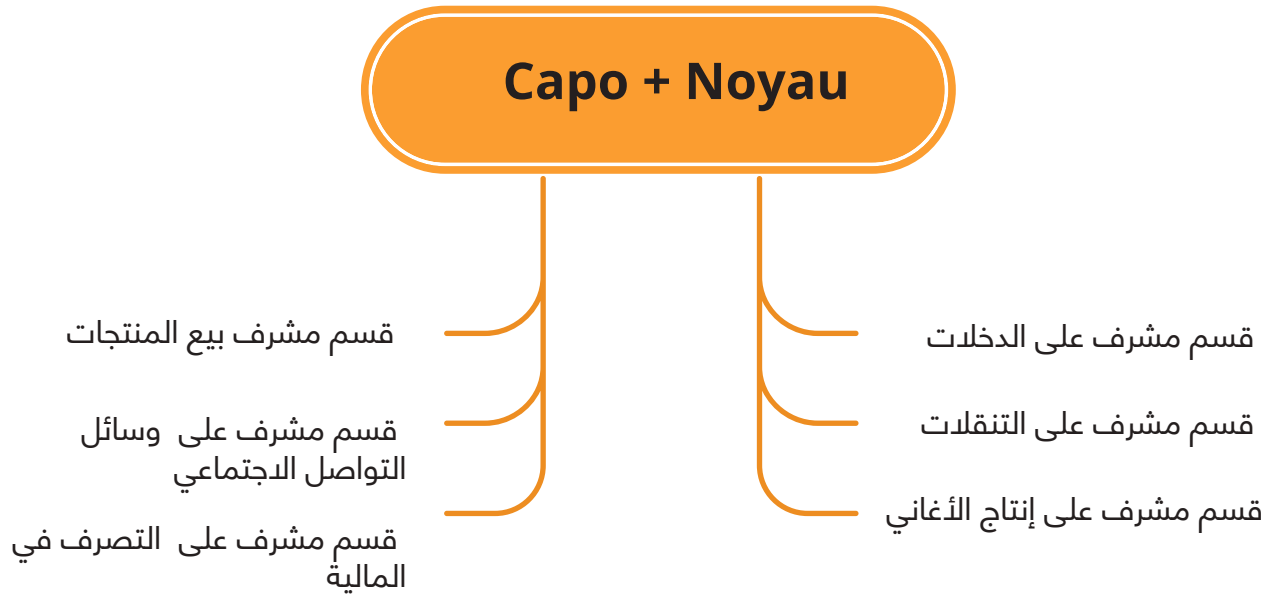 Capo + Noyau
قسم مشرف على الدخلات
قسم مشرف على التنقلات
قسم مشرف على إنتاج الأغاني
قسم مشرف بيع المنتجات
قسم مشرف على وسائل
التواصل الاجتماعي
قسم مشرف على التصرف في
المالية